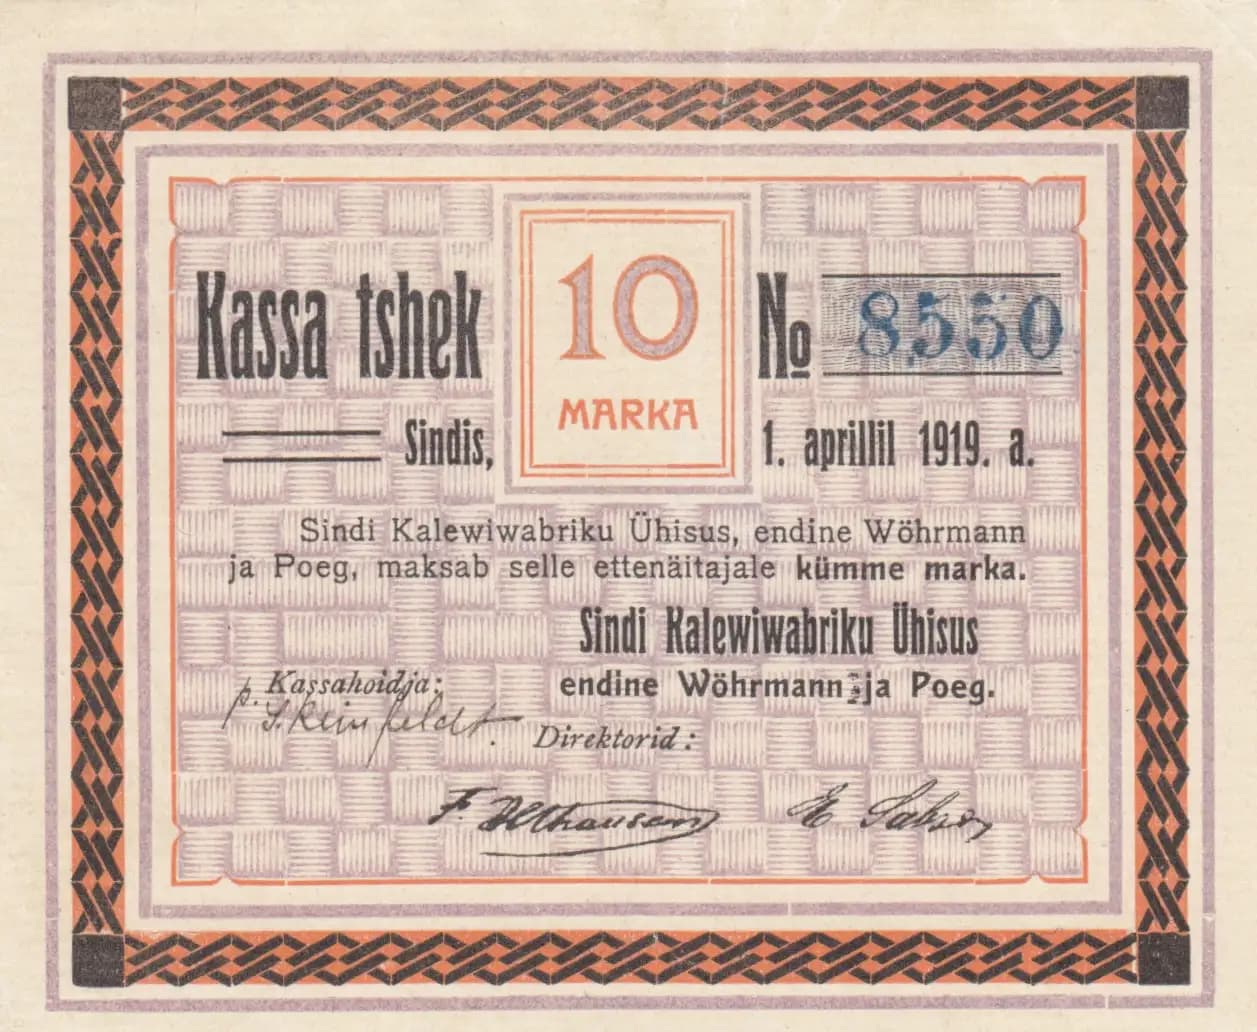 Kassa tshek
10
MARKA
No 8550
Sindis,
1. aprillil 1919. a.
Sindi Kalewiwabriku Ühisus, endine Wöhrmann
ja Poeg, maksab selle ettenäitajale kümme marka.
Sindi Kalewiwabriku Ühisus
endine Wöhrmann ja Poeg.
p. Kassahoidja:
Direktorid: